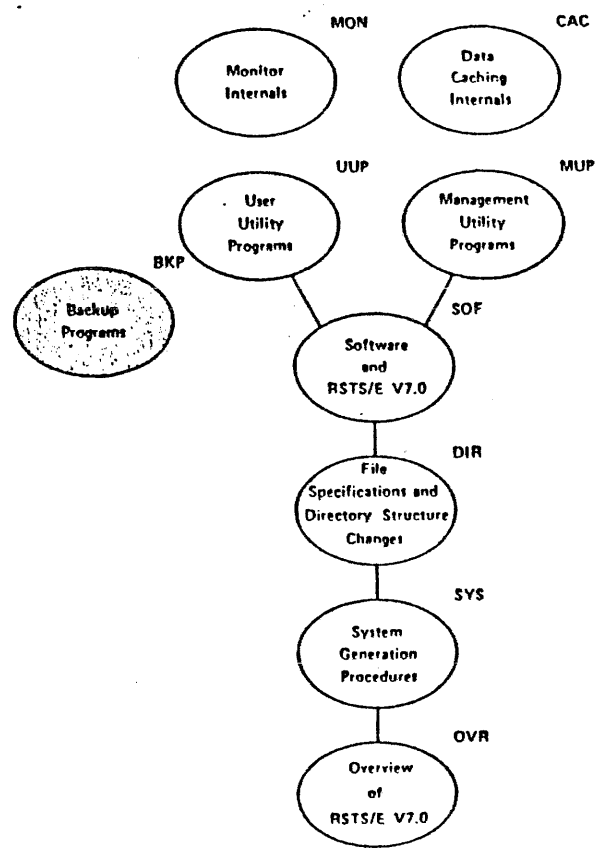 MON
CAC
Monitor
Internals
Data
Caching
Internals
UUP
MUP
User
Utility
Programs
Management
Utility
Programs
BKP
Backup
Programs
SOF
Software
and
RSTS/E V7.0
DIR
File
Specifications and
Directory Structure
Changes
SYS
System
Generation
Procedures
OVR
Overview
of
RSTS/E V7.0